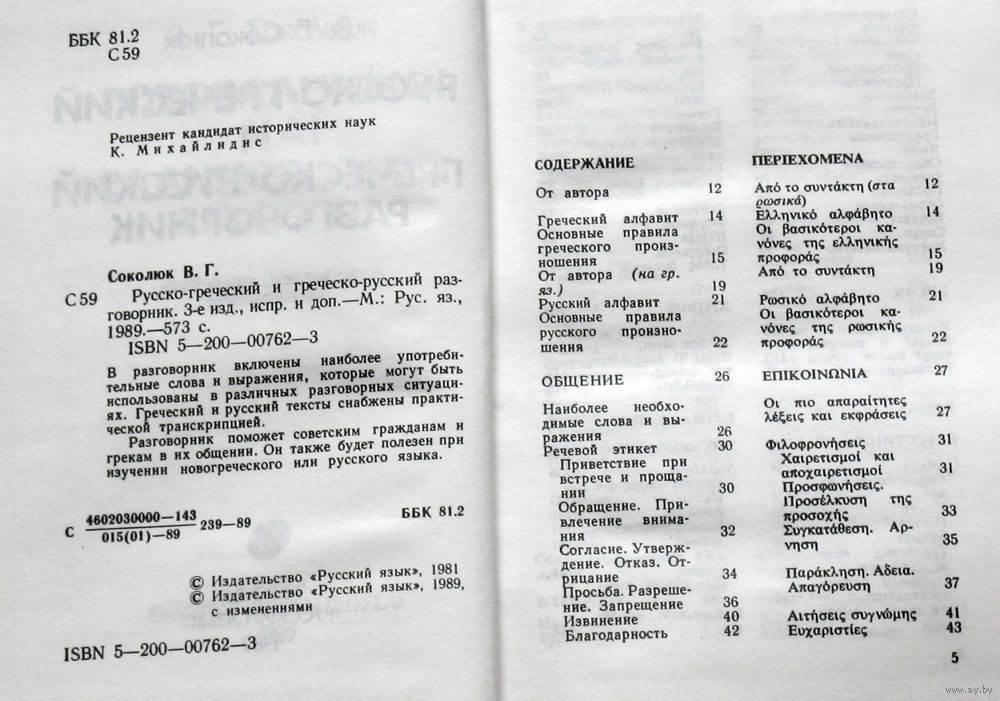 ББК 81.2
С 59
Рецензент кандидат исторических наук
К. Михайлидис
Соколюк В. Г.
С 59 Русско-греческий и греческо-русский раз-
говорник. 3-е изд., испр. и доп.—М.: Рус. яз.,
1989.—573 с.
ISBN 5—200—00762—3
В разговорник включены наиболее употреби-
тельные слова и выражения, которые могут быть
использованы в различных разговорных ситуаци-
ях. Греческий и русский тексты снабжены практи-
ческой транскрипцией.
Разговорник поможет советским гражданам и
грекам в их общении. Он также будет полезен при
изучении новогреческого или русского языка.
С 4602030000—143 239—89
015(01)—89
ББК 81.2
© Издательство «Русский язык», 1981
© Издательство «Русский язык», 1989,
с изменениями
ISBN 5—200—00762—3
СОДЕРЖАНИЕ
От автора 12
Греческий алфавит 14
Основные правила
греческого произ-
ношения 15
От автора (на гр.
яз.) 19
Русский алфавит 21
Основные правила
русского произно-
шения 22
ОБЩЕНИЕ 26
Наиболее необхо-
димые слова и вы-
ражения 26
Речевой этикет 30
Приветствие при
встрече и проща-
нии 30
Обращение. При-
влечение внима-
ния 32
Согласие. Утверж-
дение. Отказ. От-
рицание 34
Просьба. Разреше-
ние. Запрещение 36
Извинение 40
Благодарность 42
ΠΕΡΙΕΧΟΜΕΝΑ
Από το συντάκτη (στα 12
ρωσικά)
Ελληνικό αλφάβητο 14
Οι βασικότεροι κα-
νόνες της ελληνικής
προφοράς 15
Από το συντάκτη 19
Ρωσικό αλφάβητο 21
Οι βασικότεροι κα-
νόνες της ρωσικής
προφοράς 22
ΕΠΙΚΟΙΝΩΝΙΑ 27
Οι πιο απαραίτητες
λέξεις και εκφράσεις 27
Φιλοφρονήσεις 31
Χαιρετισμοί και
αποχαιρετισμοί 31
Προσφωνήσεις.
Προσέλκυση της
προσοχής 33
Συγκατάθεση. Αρ-
νηση 35
Παράκληση. Αδεια.
Απαγόρευση 37
Αιτήσεις συγνώμης 41
Ευχαριστίες 43
5
www.ay.by